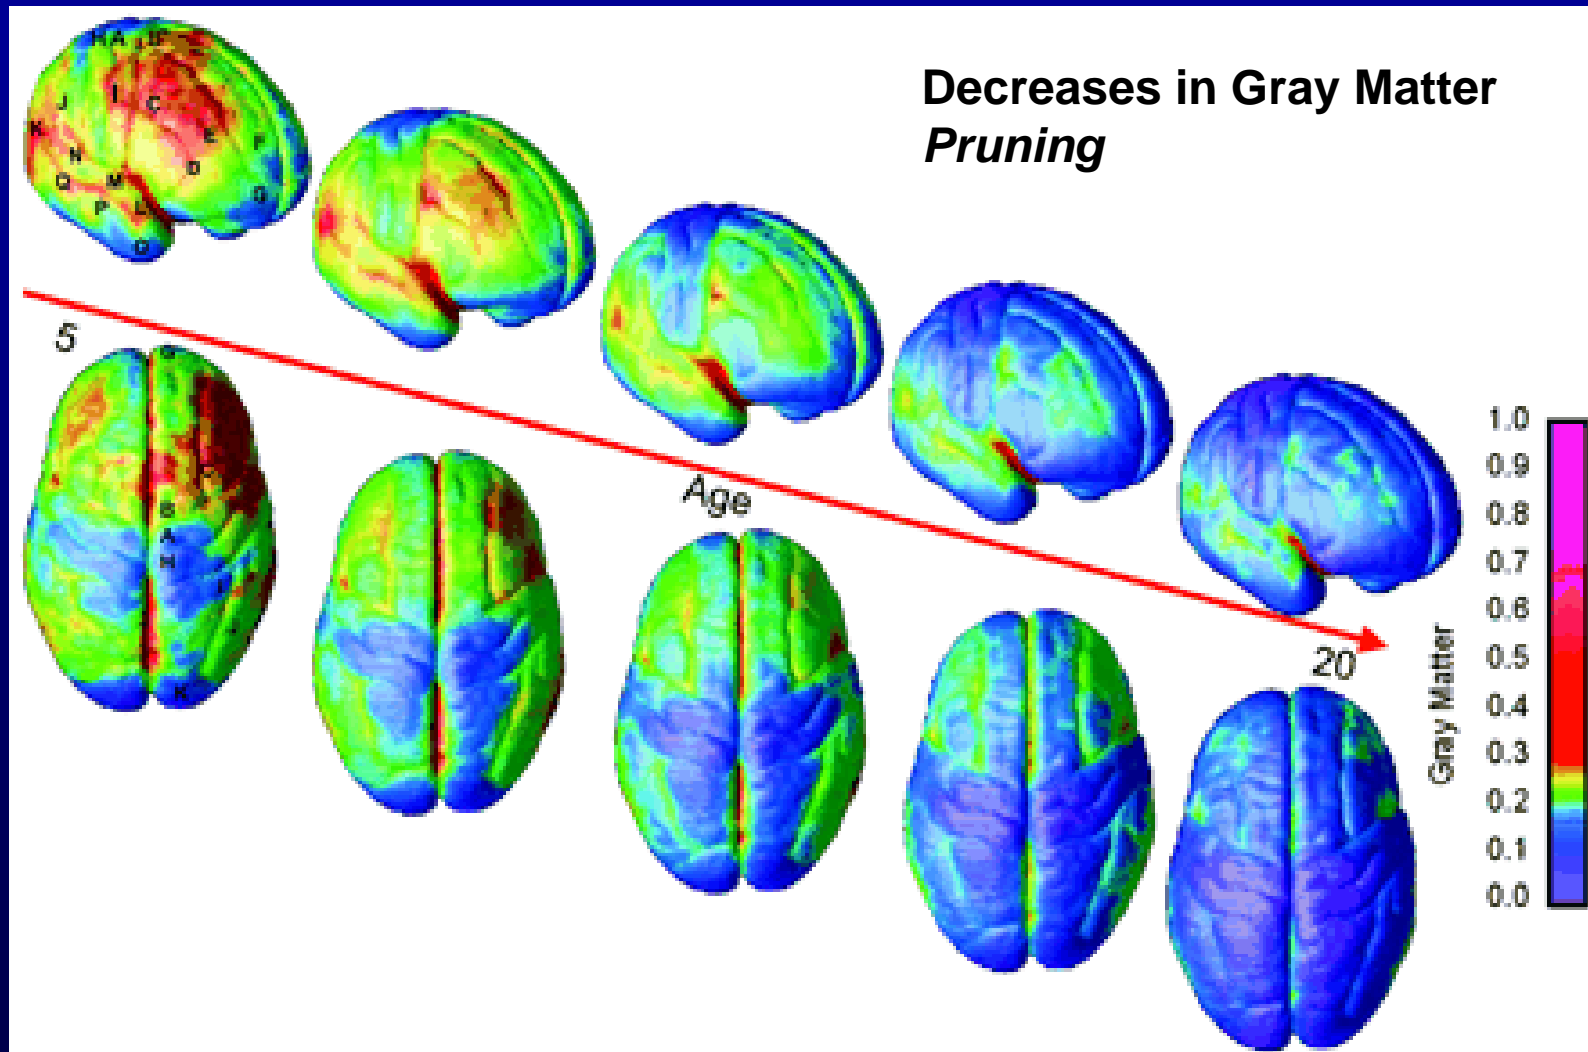 Decreases in Gray Matter
Pruning
H A B F
J I C
K E F
N D
Q M G
P L
O
5
G
Age
B
A
H
I
K
20
Gray Matter
1.0
0.9
0.8
0.7
0.6
0.5
0.4
0.3
0.2
0.1
0.0